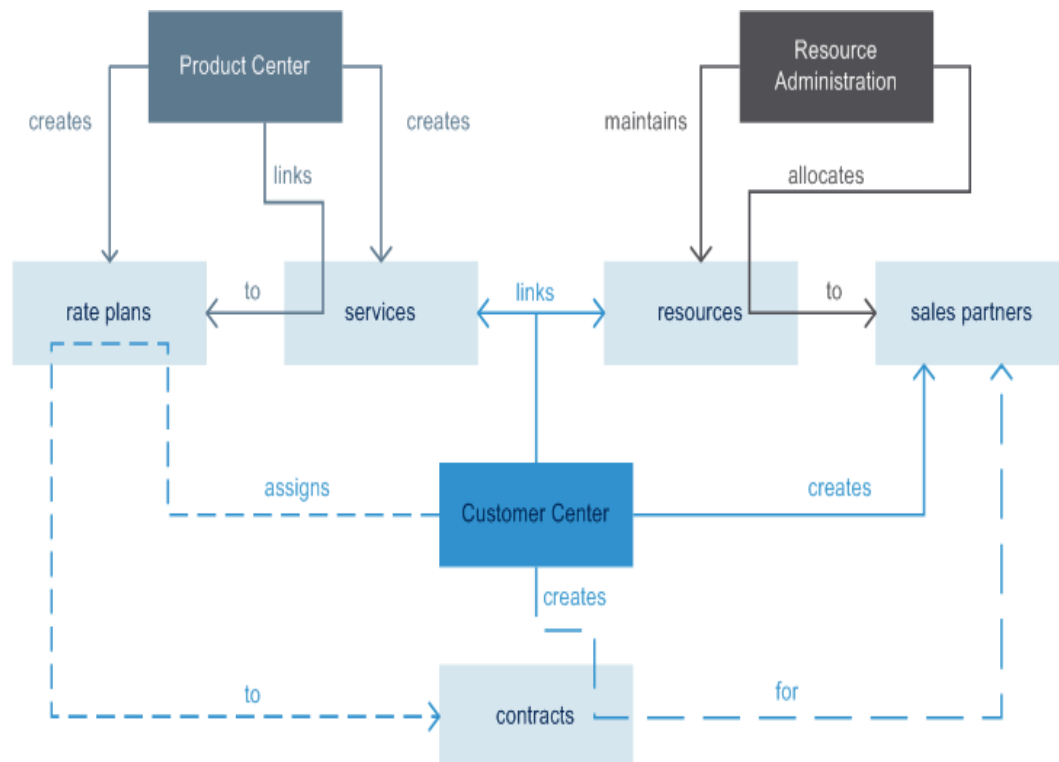 Product Center
Resource
Administration
creates
creates
maintains
links
allocates
rate plans
to
services
links
resources
to
sales partners
assigns
Customer Center
creates
creates
to
contracts
for